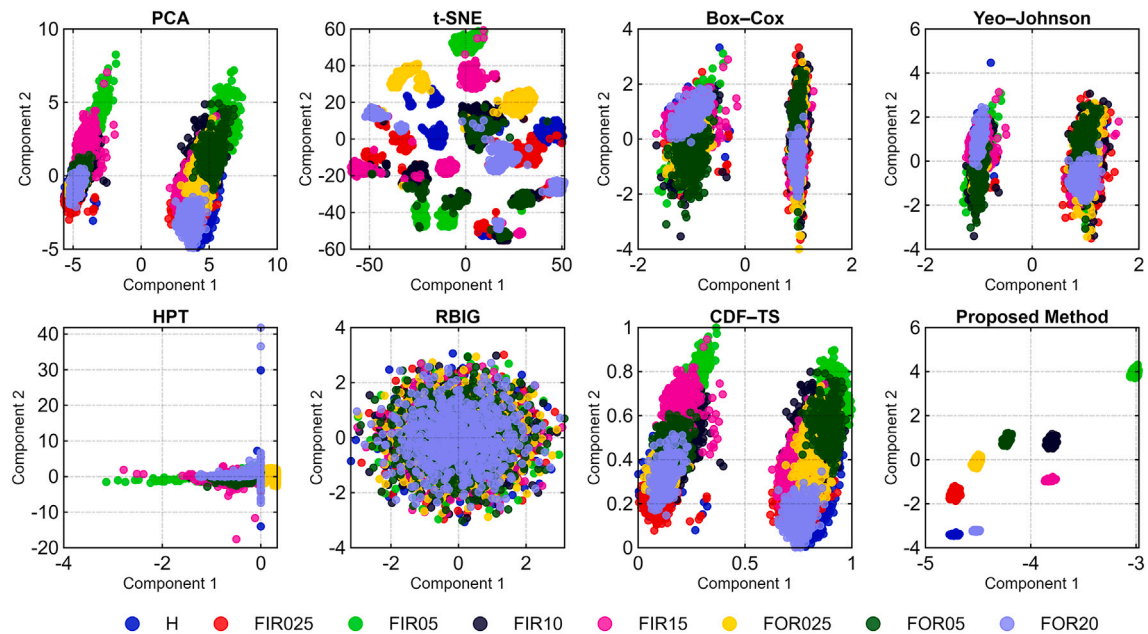 PCA
t-SNE
Box–Cox
Yeo–Johnson
10
5
0
-5
Component 2
-5
0
5
10
Component 1
60
40
20
0
-20
-40
-60
Component 2
-50
0
50
Component 1
4
2
0
-2
-4
Component 2
-2
0
2
Component 1
6
4
2
0
-2
-4
Component 2
-2
-1
0
1
2
Component 1
HPT
RBIG
CDF–TS
Proposed Method
40
30
20
10
0
-10
-20
Component 2
-4
-2
0
Component 1
4
2
0
-2
-4
Component 2
-2
0
2
Component 1
1
0.8
0.6
0.4
0.2
0
Component 2
0
0.5
1
Component 1
6
4
2
0
-2
-4
Component 2
-5
-4
-3
Component 1
H FIR025 FIR05 FIR10 FIR15 FOR025 FOR05 FOR20